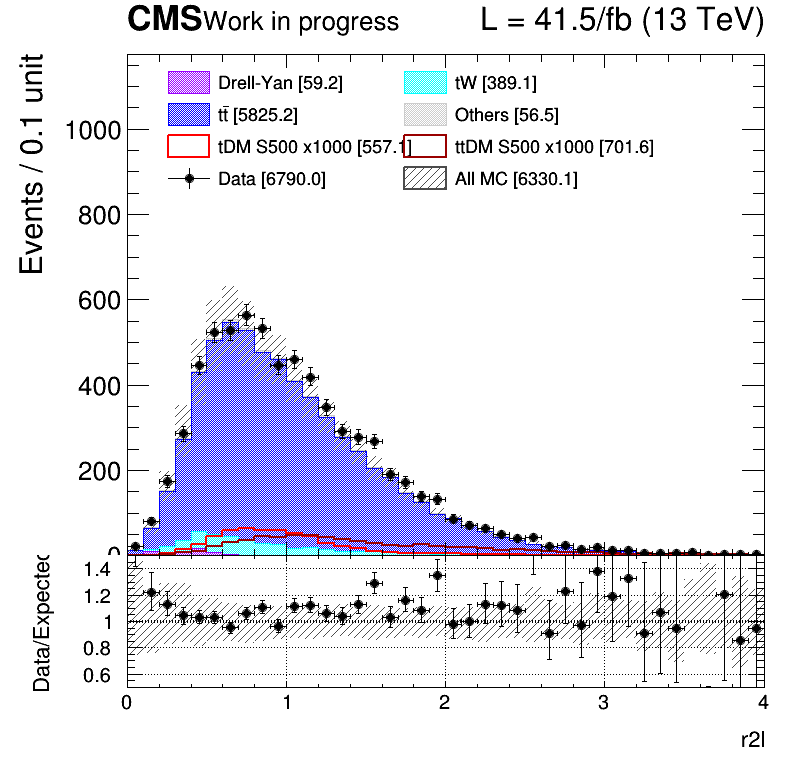 CMS Work in progress L = 41.5/fb (13 TeV)
Events / 0.1 unit
Drell-Yan [59.2] tW [389.1]
tt̄ [5825.2] Others [56.5]
tDM S500 x1000 [557.1] ttDM S500 x1000 [701.6]
Data [6790.0] All MC [6330.1]
1000
800
600
400
200
0
Data/Expected
1.4
1.2
1
0.8
0.6
0 1 2 3 4
r2l